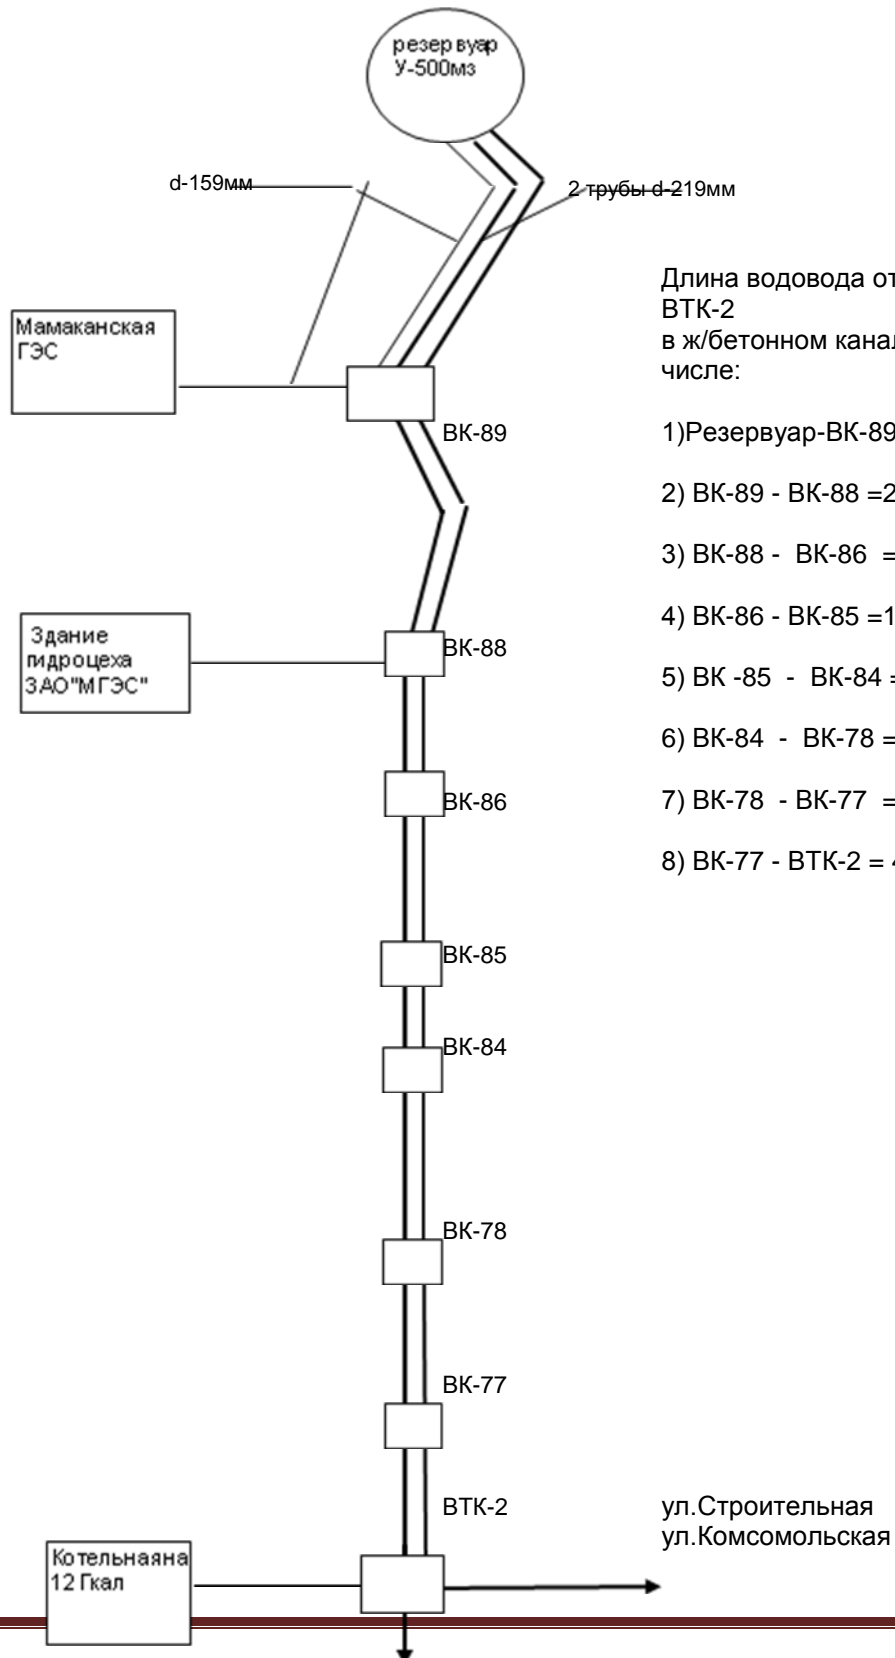 резервуар
У-500мз
d-159мм
2 трубы d-219мм
Длина водовода от
ВТК-2
в ж/бетонном канал
числе:
Мамаканская
ГЭС
ВК-89
1)Резервуар-ВК-89
2) ВК-89 - ВК-88 =2
3) ВК-88 - ВК-86 =
4) ВК-86 - ВК-85 =1
5) ВК -85 - ВК-84 =
6) ВК-84 - ВК-78 =
7) ВК-78 - ВК-77 =
8) ВК-77 - ВТК-2 = 4
Здание
гидроцеха
ЗАО"МГЭС"
ВК-88
ВК-86
ВК-85
ВК-84
ВК-78
ВК-77
ВТК-2
ул.Строительная
ул.Комсомольская
Котельнаяна
12 Гкал